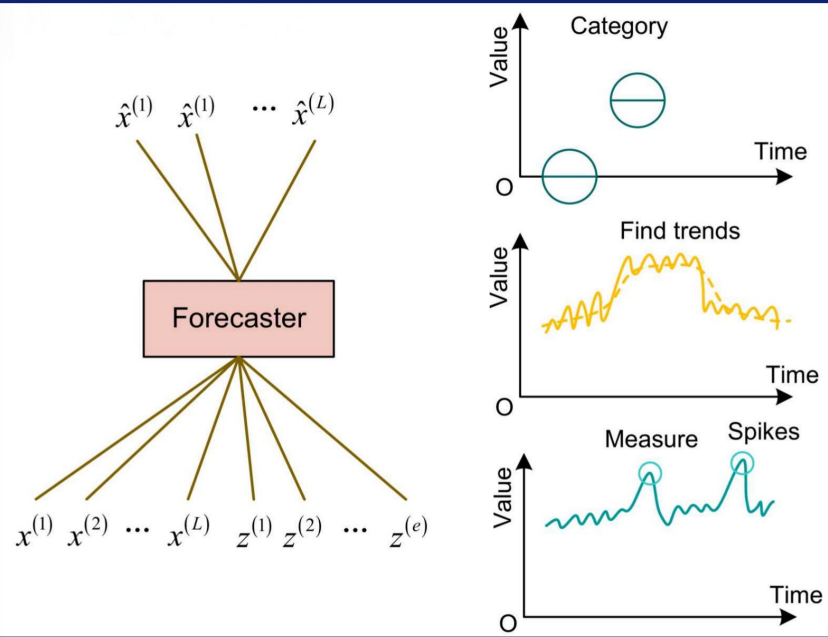 x̂⁽¹⁾ x̂⁽¹⁾ ... x̂⁽ᴸ⁾
Forecaster
x⁽¹⁾ x⁽²⁾ ... x⁽ᴸ⁾ z⁽¹⁾ z⁽²⁾ ... z⁽ᵉ⁾
Category
Value
Time
O
Find trends
Value
Time
O
Measure Spikes
Value
Time
O